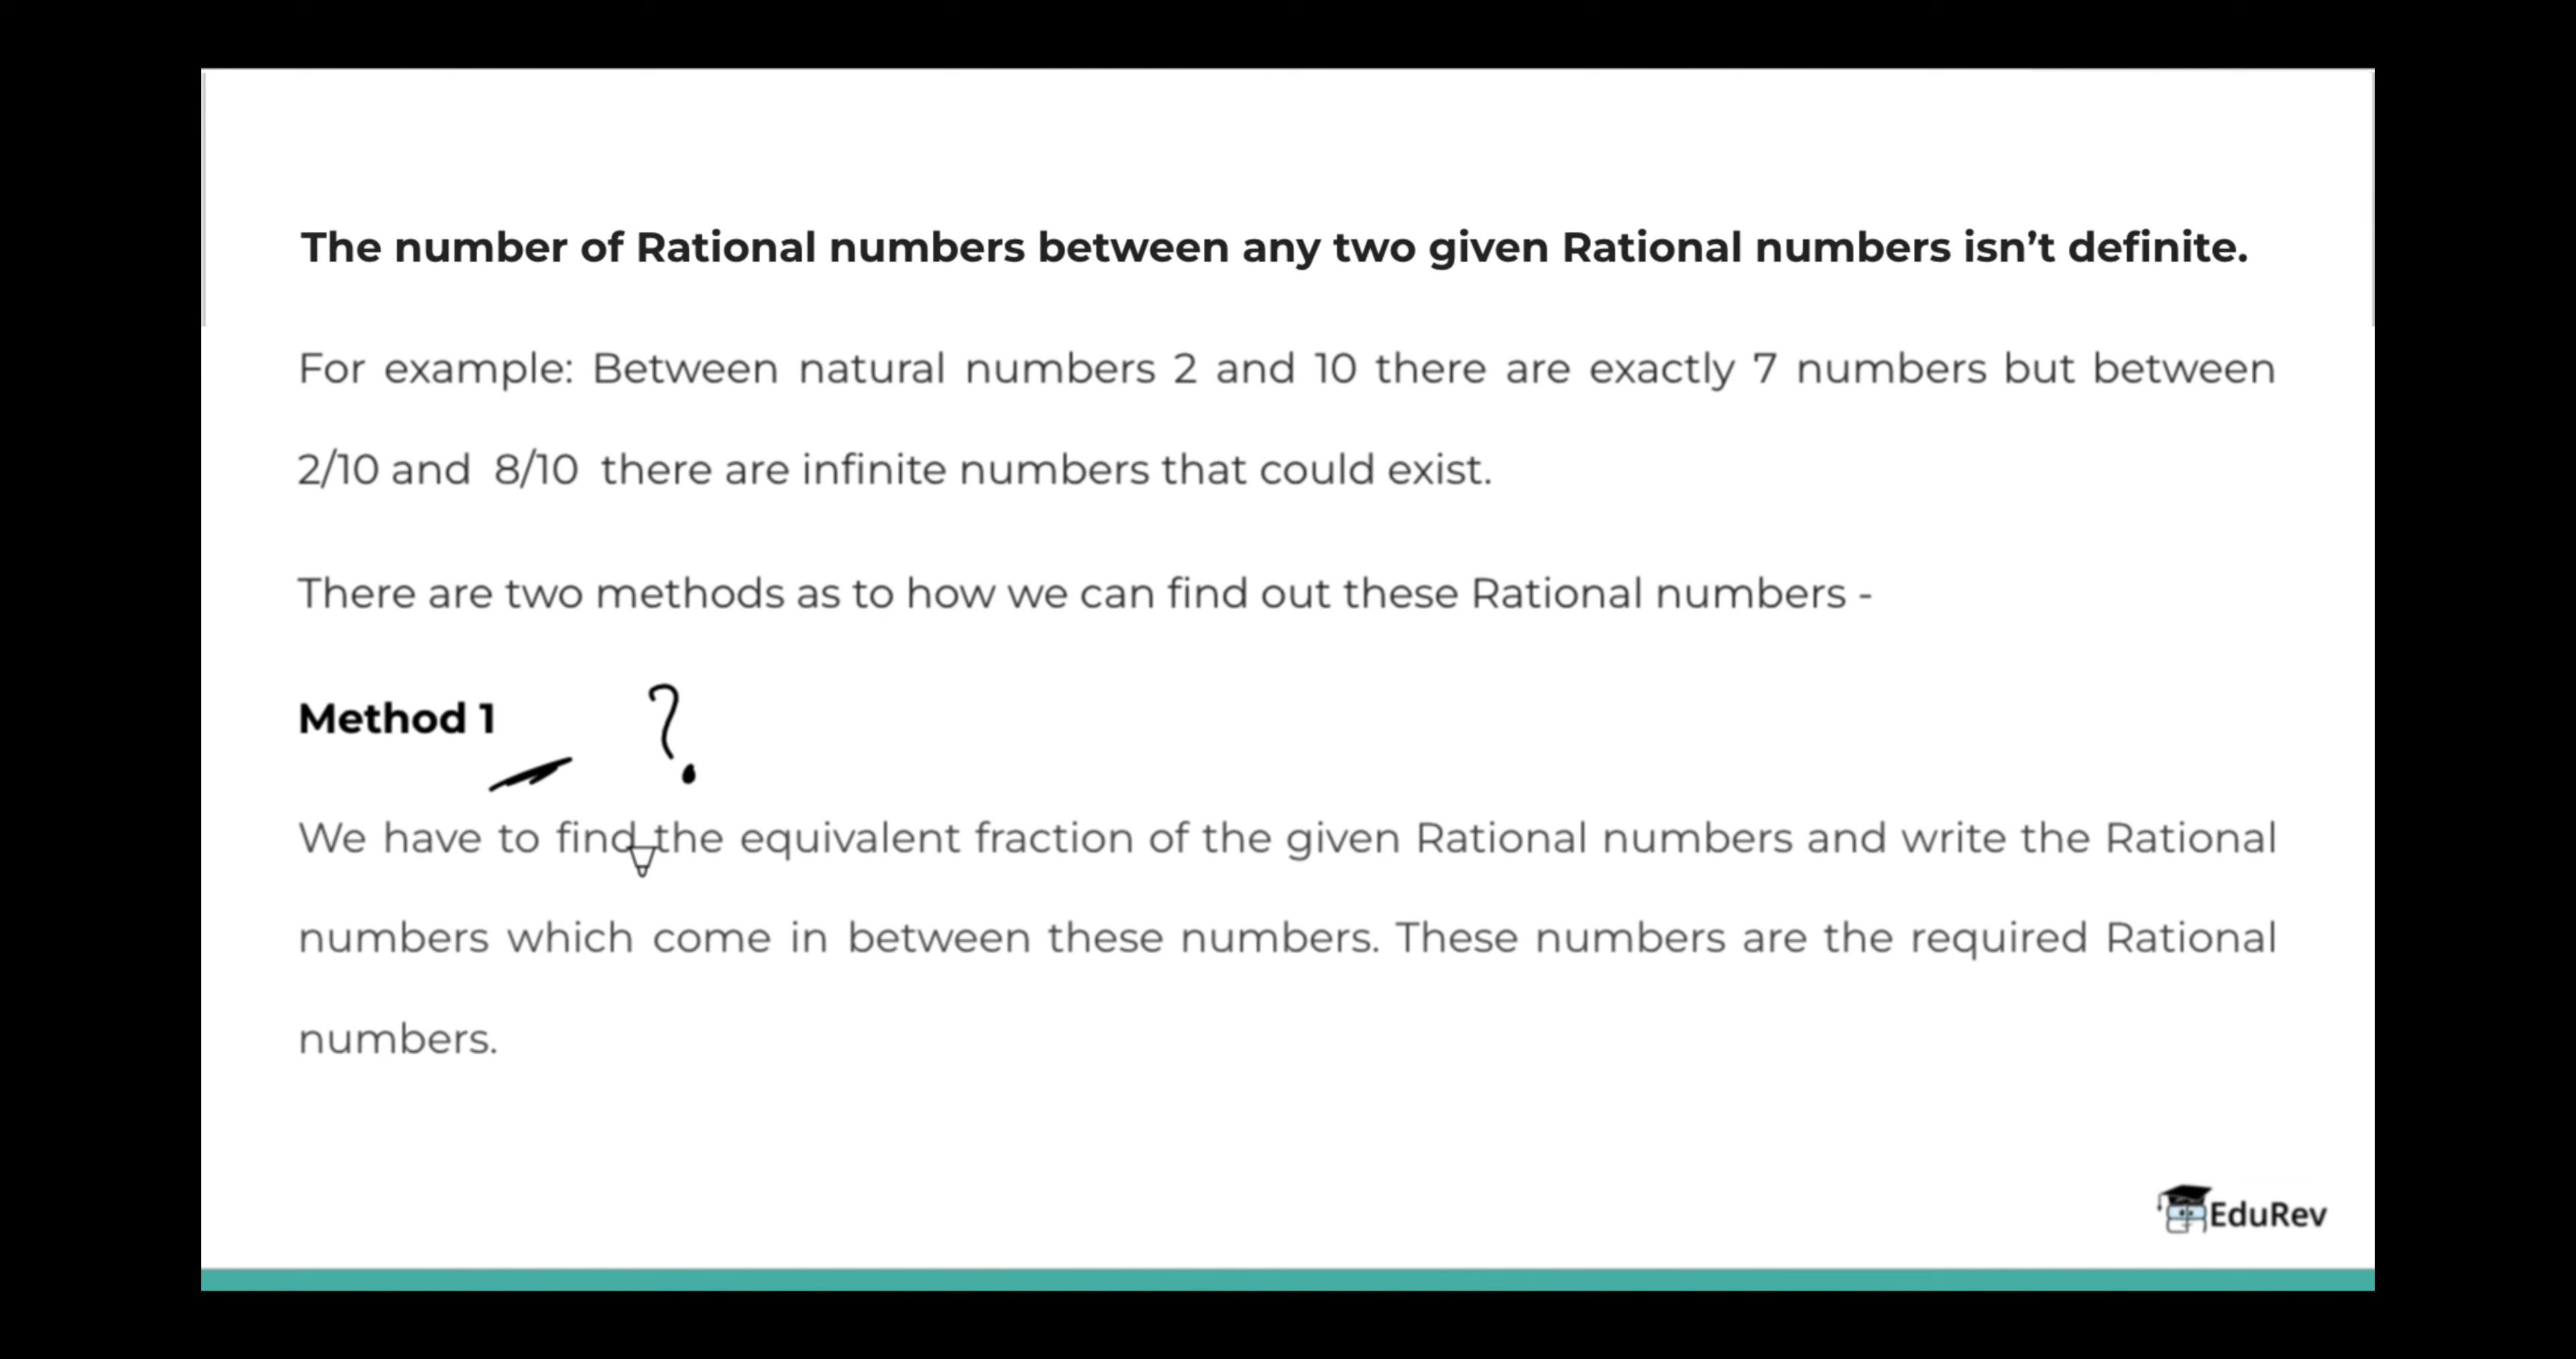 The number of Rational numbers between any two given Rational numbers isn’t definite.
For example: Between natural numbers 2 and 10 there are exactly 7 numbers but between
2/10 and 8/10 there are infinite numbers that could exist.
There are two methods as to how we can find out these Rational numbers -
Method 1 ?
We have to find the equivalent fraction of the given Rational numbers and write the Rational
numbers which come in between these numbers. These numbers are the required Rational
numbers.
EduRev